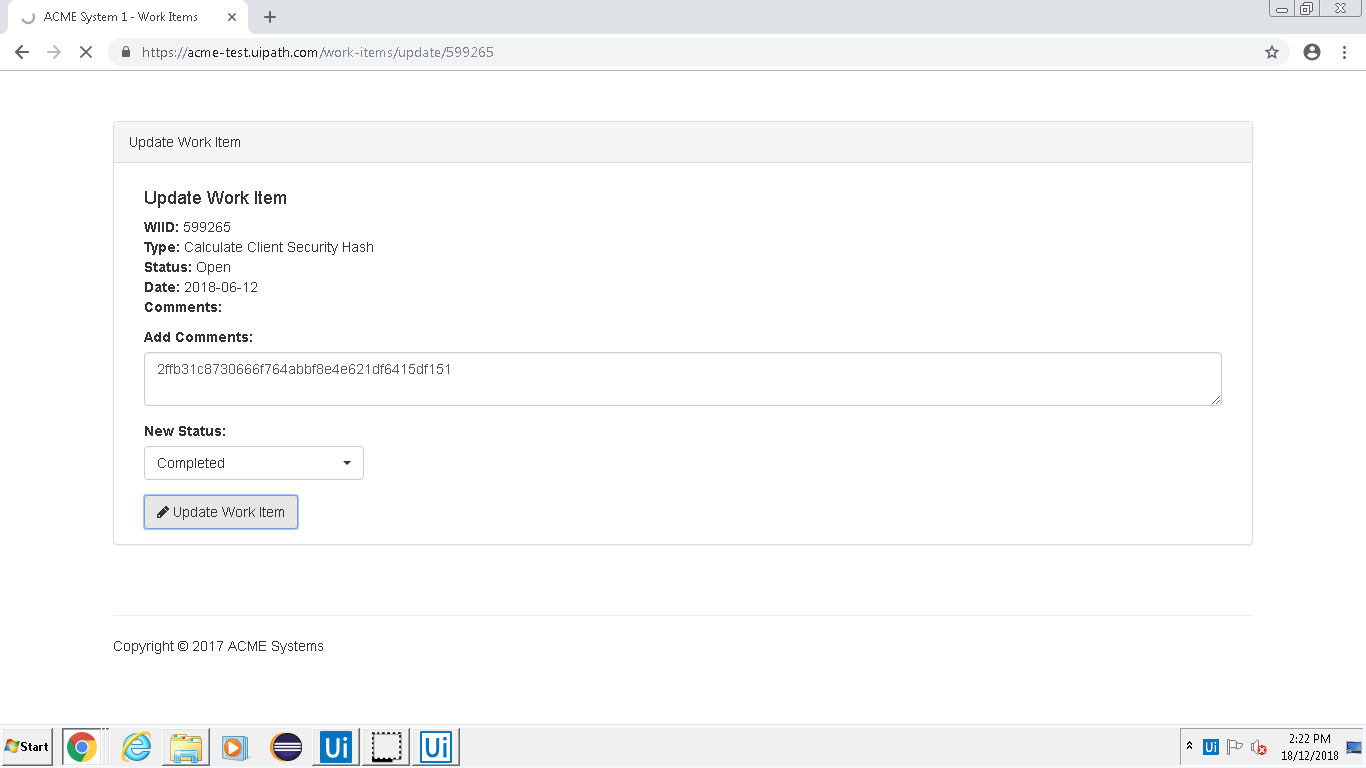 ACME System 1 - Work Items
https://acme-test.uipath.com/work-items/update/599265
Update Work Item
Update Work Item
WIID: 599265
Type: Calculate Client Security Hash
Status: Open
Date: 2018-06-12
Comments:
Add Comments:
2ffb31c8730666f764abbf8e4e621df6415df151
New Status:
Completed
Update Work Item
Copyright © 2017 ACME Systems
Start
Ui
Ui
Ui
2:22 PM
18/12/2018